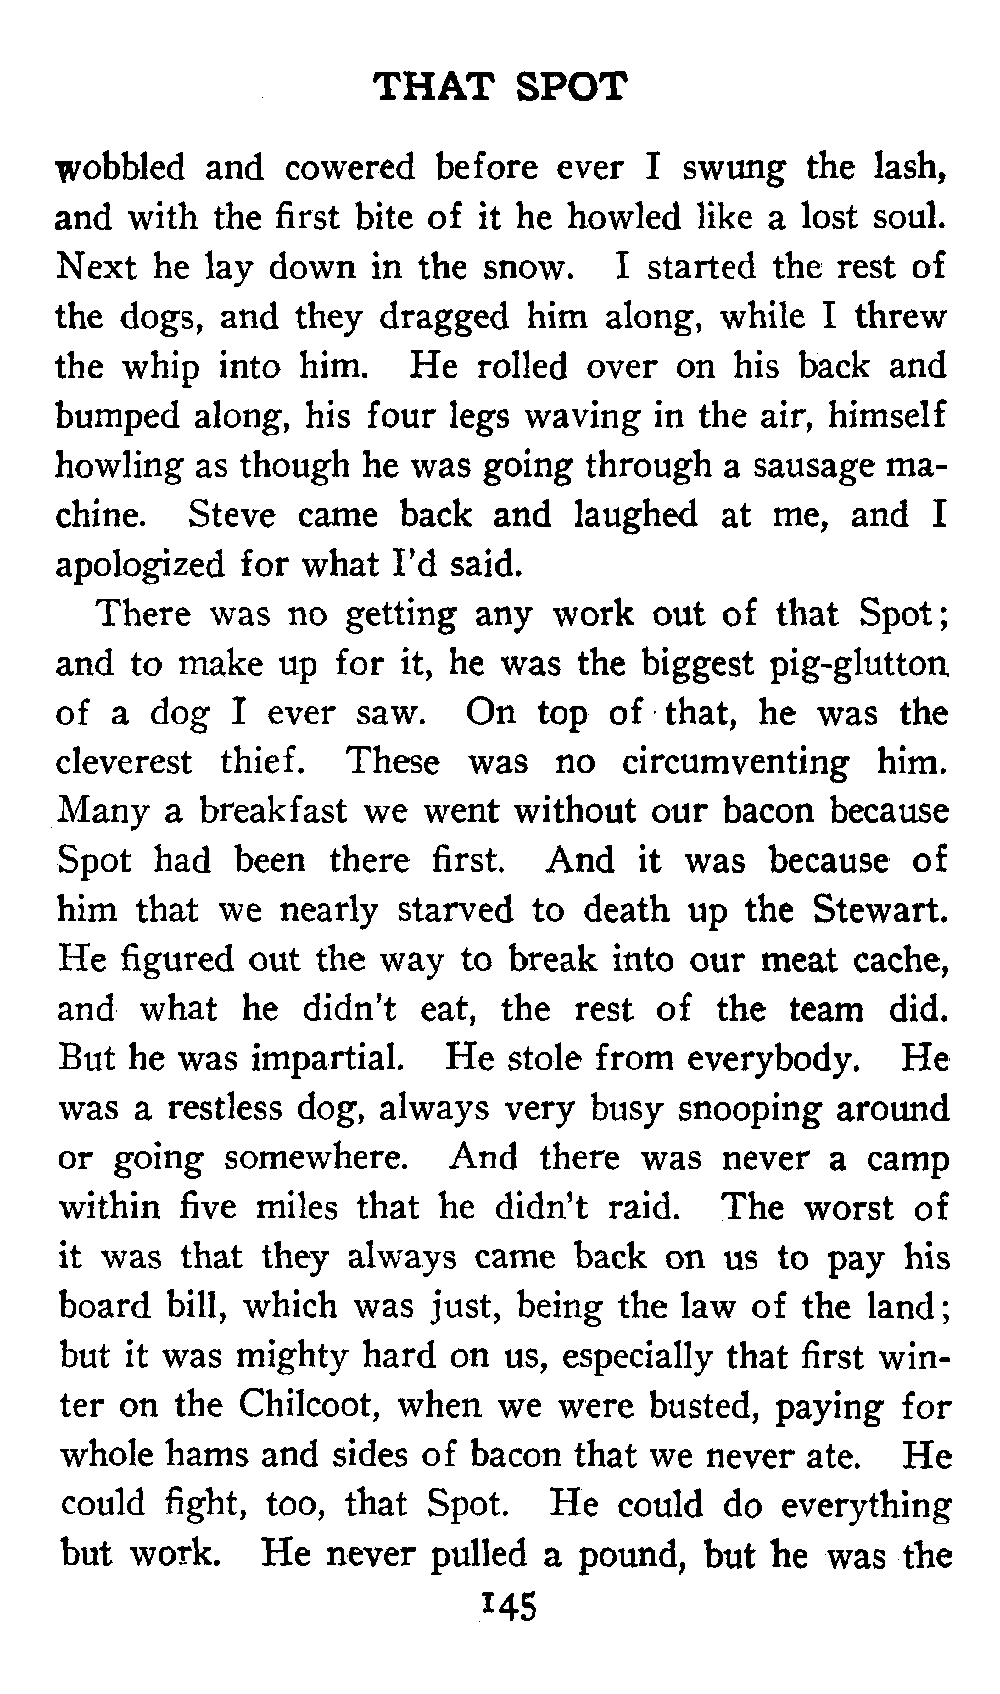 THAT SPOT
wobbled and cowered before ever I swung the lash,
and with the first bite of it he howled like a lost soul.
Next he lay down in the snow. I started the rest of
the dogs, and they dragged him along, while I threw
the whip into him. He rolled over on his back and
bumped along, his four legs waving in the air, himself
howling as though he was going through a sausage ma-
chine. Steve came back and laughed at me, and I
apologized for what I'd said.
There was no getting any work out of that Spot;
and to make up for it, he was the biggest pig-glutton
of a dog I ever saw. On top of that, he was the
cleverest thief. These was no circumventing him.
Many a breakfast we went without our bacon because
Spot had been there first. And it was because of
him that we nearly starved to death up the Stewart.
He figured out the way to break into our meat cache,
and what he didn't eat, the rest of the team did.
But he was impartial. He stole from everybody. He
was a restless dog, always very busy snooping around
or going somewhere. And there was never a camp
within five miles that he didn't raid. The worst of
it was that they always came back on us to pay his
board bill, which was just, being the law of the land;
but it was mighty hard on us, especially that first win-
ter on the Chilcoot, when we were busted, paying for
whole hams and sides of bacon that we never ate. He
could fight, too, that Spot. He could do everything
but work. He never pulled a pound, but he was the
145